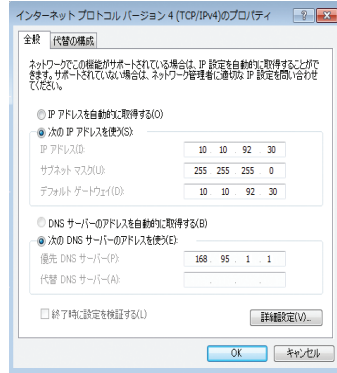 インターネット プロトコル バージョン 4 (TCP/IPv4)のプロパティ
全般 代替の構成
ネットワークでこの機能がサポートされている場合は、IP 設定を自動的に取得することがで
きます。サポートされていない場合は、ネットワーク管理者に適切な IP 設定を問い合わせ
てください。
IP アドレスを自動的に取得する(O)
次の IP アドレスを使う(S):
IP アドレス(I): 10 . 10 . 92 . 30
サブネット マスク(U): 255 . 255 . 255 . 0
デフォルト ゲートウェイ(D): 10 . 10 . 92 . 30
DNS サーバーのアドレスを自動的に取得する(B)
次の DNS サーバーのアドレスを使う(E):
優先 DNS サーバー(P): 168 . 95 . 1 . 1
代替 DNS サーバー(A): . . .
終了時に設定を検証する(L)
詳細設定(V)...
OK キャンセル